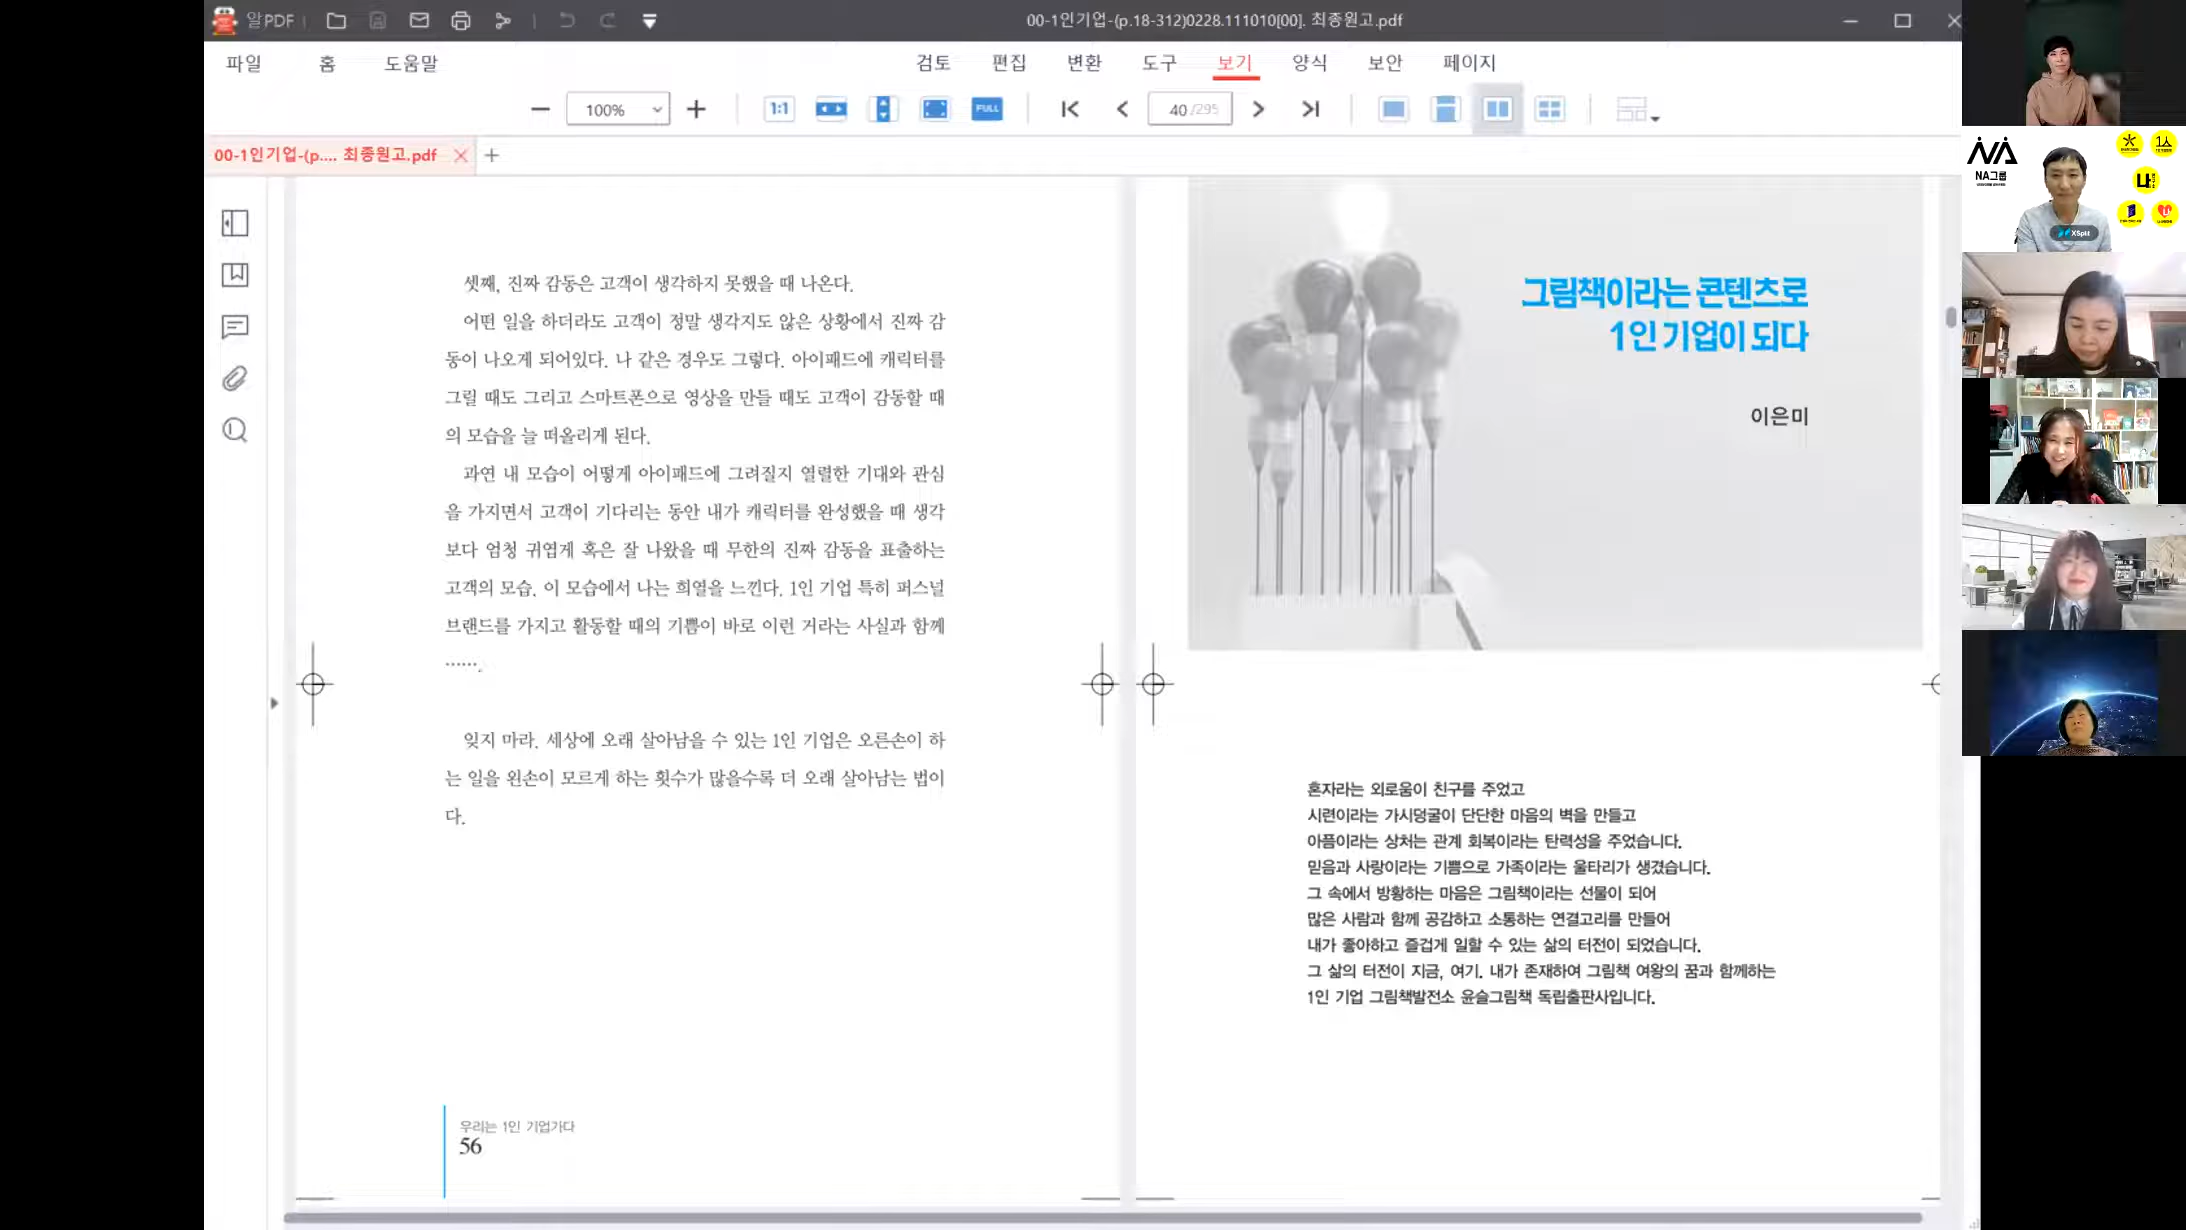 알PDF
00-1인기업-(p.18-312)0228.111010[00]. 최종원고.pdf
파일 홈 도움말 검토 편집 변환 도구 보기 양식 보안 페이지
100% 1:1 FULL 40 /295
00-1인기업-(p.... 최종원고.pdf
셋째, 진짜 감동은 고객이 생각하지 못했을 때 나온다.
어떤 일을 하더라도 고객이 정말 생각지도 않은 상황에서 진짜 감
동이 나오게 되어있다. 나 같은 경우도 그렇다. 아이패드에 캐릭터를
그릴 때도 그리고 스마트폰으로 영상을 만들 때도 고객이 감동할 때
의 모습을 늘 떠올리게 된다.
과연 내 모습이 어떻게 아이패드에 그려질지 열렬한 기대와 관심
을 가지면서 고객이 기다리는 동안 내가 캐릭터를 완성했을 때 생각
보다 엄청 귀엽게 혹은 잘 나왔을 때 무한의 진짜 감동을 표출하는
고객의 모습. 이 모습에서 나는 희열을 느낀다. 1인 기업 특히 퍼스널
브랜드를 가지고 활동할 때의 기쁨이 바로 이런 거라는 사실과 함께
…….
잊지 마라. 세상에 오래 살아남을 수 있는 1인 기업은 오른손이 하
는 일을 왼손이 모르게 하는 횟수가 많을수록 더 오래 살아남는 법이
다.
우리는 1인 기업가다
56
그림책이라는 콘텐츠로
1인 기업이 되다
이은미
혼자라는 외로움이 친구를 주었고
시련이라는 가시덩굴이 단단한 마음의 벽을 만들고
아픔이라는 상처는 관계 회복이라는 탄력성을 주었습니다.
믿음과 사랑이라는 기쁨으로 가족이라는 울타리가 생겼습니다.
그 속에서 방황하는 마음은 그림책이라는 선물이 되어
많은 사람과 함께 공감하고 소통하는 연결고리를 만들어
내가 좋아하고 즐겁게 일할 수 있는 삶의 터전이 되었습니다.
그 삶의 터전이 지금, 여기. 내가 존재하여 그림책 여왕의 꿈과 함께하는
1인 기업 그림책발전소 윤슬그림책 독립출판사입니다.
NA그룹
1人
나
XSplit